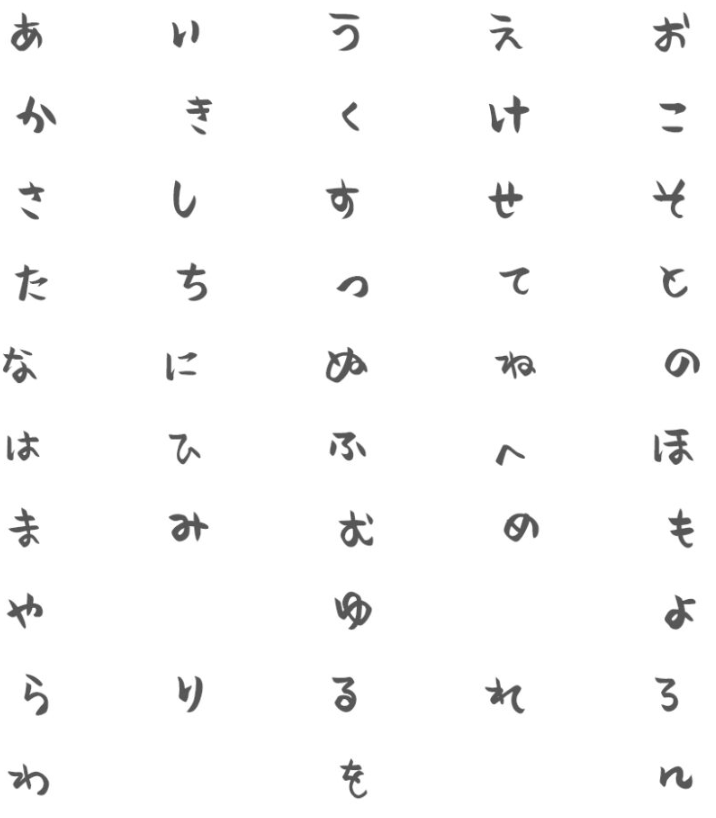 あ い う え お
か き く け こ
さ し す せ そ
た ち つ て と
な に ぬ ね の
は ひ ふ へ ほ
ま み む め も
や ゆ よ
ら り る れ ろ
わ を ん